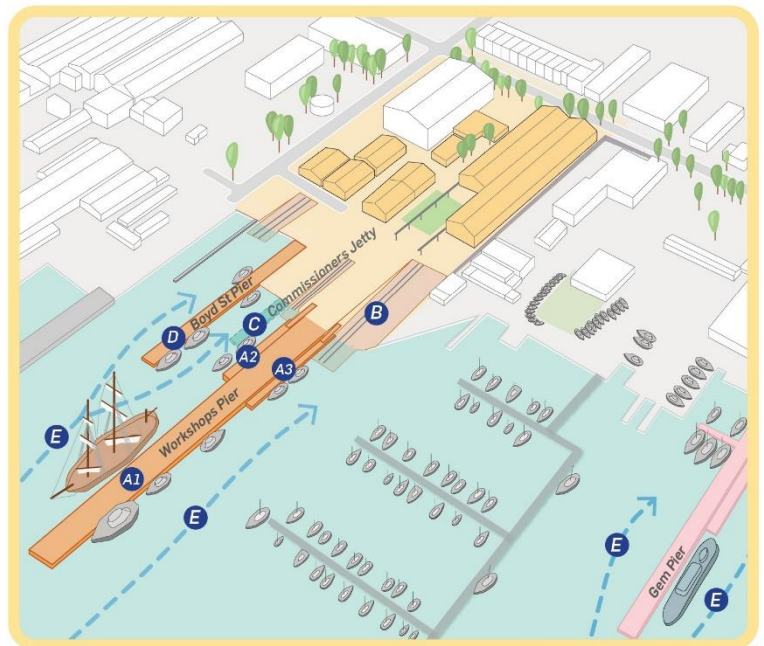 Boyd St Pier
Commissioners Jetty
B
C
D
A2
A3
E
Workshops Pier
A1
E
E
Gem Pier
E